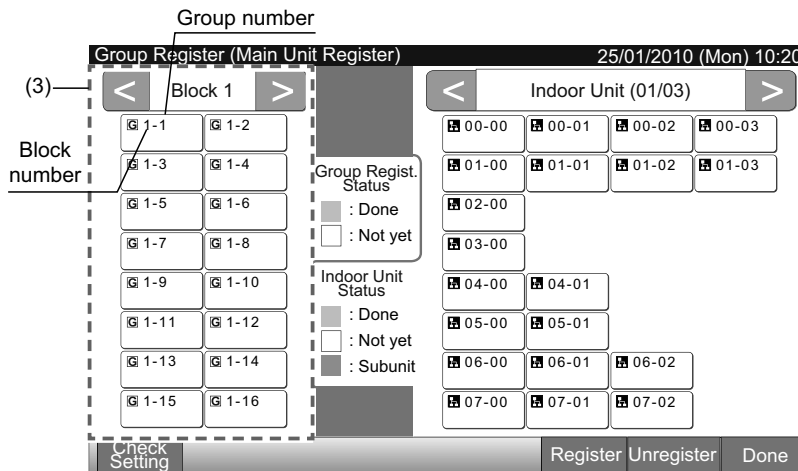 Group number
Group Register (Main Unit Register) 25/01/2010 (Mon) 10:20
(3)
< Block 1 >
< Indoor Unit (01/03) >
Block
number
G 1-1 G 1-2
G 1-3 G 1-4
G 1-5 G 1-6
G 1-7 G 1-8
G 1-9 G 1-10
G 1-11 G 1-12
G 1-13 G 1-14
G 1-15 G 1-16
Group Regist.
Status
: Done
: Not yet
Indoor Unit
Status
: Done
: Not yet
: Subunit
00-00 00-01 00-02 00-03
01-00 01-01 01-02 01-03
02-00
03-00
04-00 04-01
05-00 05-01
06-00 06-01 06-02
07-00 07-01 07-02
Check
Setting
Register Unregister Done